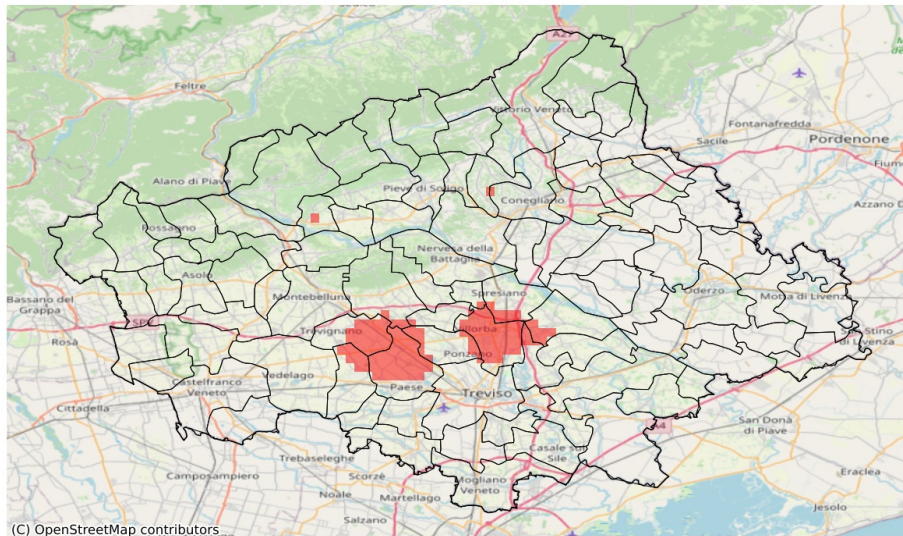 A27
Feltre
Vittorio Veneto
Fontanafredda
Sacile
Pordenone
Alano di Piave
Pieve di Soligo
Conegliano
Azzano D
Possagno
Nervesa della
Battaglia
Asolo
Bassano del
Grappa
Montebelluna
Spresiano
Oderzo
Motta di Livenza
Trevignano
Villorba
Rosà
Ponzano
di Livenza
Vedelago
Paese
Castelfranco
Veneto
Treviso
Cittadella
A4
San Donà
di Piave
Trebaseleghe
Casale sul
Sile
Camposampiero
Scorzè
Mogliano
Veneto
Eraclea
Noale
Martellago
Jesolo
Salzano
(C) OpenStreetMap contributors